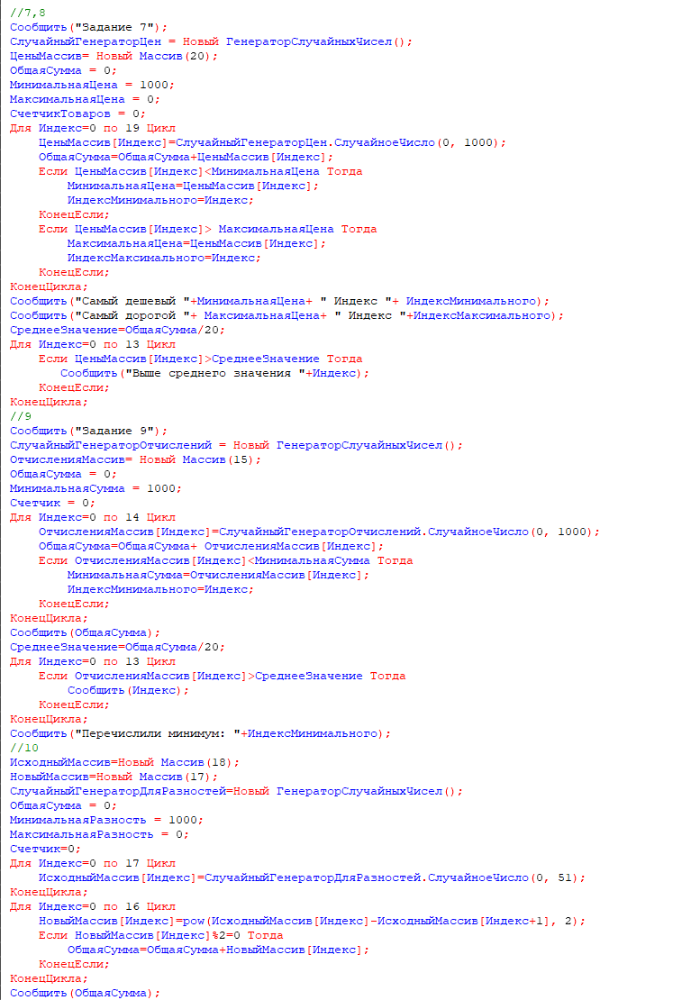 //7,8
Сообщить("Задание 7");
СлучайныйГенераторЦен = Новый ГенераторСлучайныхЧисел();
ЦеныМассив= Новый Массив(20);
ОбщаяСумма = 0;
МинимальнаяЦена = 1000;
МаксимальнаяЦена = 0;
СчетчикТоваров = 0;
Для Индекс=0 по 19 Цикл
    ЦеныМассив[Индекс]=СлучайныйГенераторЦен.СлучайноеЧисло(0, 1000);
    ОбщаяСумма=ОбщаяСумма+ЦеныМассив[Индекс];
    Если ЦеныМассив[Индекс]<МинимальнаяЦена Тогда
        МинимальнаяЦена=ЦеныМассив[Индекс];
        ИндексМинимального=Индекс;
    КонецЕсли;
    Если ЦеныМассив[Индекс]> МаксимальнаяЦена Тогда
        МаксимальнаяЦена=ЦеныМассив[Индекс];
        ИндексМаксимального=Индекс;
    КонецЕсли;
КонецЦикла;
Сообщить("Самый дешевый "+МинимальнаяЦена+ " Индекс "+ ИндексМинимального);
Сообщить("Самый дорогой "+ МаксимальнаяЦена+ " Индекс "+ИндексМаксимального);
СреднееЗначение=ОбщаяСумма/20;
Для Индекс=0 по 13 Цикл
    Если ЦеныМассив[Индекс]>СреднееЗначение Тогда
       Сообщить("Выше среднего значения "+Индекс);
    КонецЕсли;
КонецЦикла;
//9
Сообщить("Задание 9");
СлучайныйГенераторОтчислений = Новый ГенераторСлучайныхЧисел();
ОтчисленияМассив= Новый Массив(15);
ОбщаяСумма = 0;
МинимальнаяСумма = 1000;
Счетчик = 0;
Для Индекс=0 по 14 Цикл
    ОтчисленияМассив[Индекс]=СлучайныйГенераторОтчислений.СлучайноеЧисло(0, 1000);
    ОбщаяСумма=ОбщаяСумма+ ОтчисленияМассив[Индекс];
    Если ОтчисленияМассив[Индекс]<МинимальнаяСумма Тогда
        МинимальнаяСумма=ОтчисленияМассив[Индекс];
        ИндексМинимального=Индекс;
    КонецЕсли;
КонецЦикла;
Сообщить(ОбщаяСумма);
СреднееЗначение=ОбщаяСумма/20;
Для Индекс=0 по 13 Цикл
    Если ОтчисленияМассив[Индекс]>СреднееЗначение Тогда
        Сообщить(Индекс);
    КонецЕсли;
КонецЦикла;
Сообщить("Перечислили минимум: "+ИндексМинимального);
//10
ИсходныйМассив=Новый Массив(18);
НовыйМассив=Новый Массив(17);
СлучайныйГенераторДляРазностей=Новый ГенераторСлучайныхЧисел();
ОбщаяСумма = 0;
МинимальнаяРазность = 1000;
МаксимальнаяРазность = 0;
Счетчик=0;
Для Индекс=0 по 17 Цикл
    ИсходныйМассив[Индекс]=СлучайныйГенераторДляРазностей.СлучайноеЧисло(0, 51);
КонецЦикла;
Для Индекс=0 по 16 Цикл
    НовыйМассив[Индекс]=pow(ИсходныйМассив[Индекс]-ИсходныйМассив[Индекс+1], 2);
    Если НовыйМассив[Индекс]%2=0 Тогда
        ОбщаяСумма=ОбщаяСумма+НовыйМассив[Индекс];
    КонецЕсли;
КонецЦикла;
Сообщить(ОбщаяСумма);